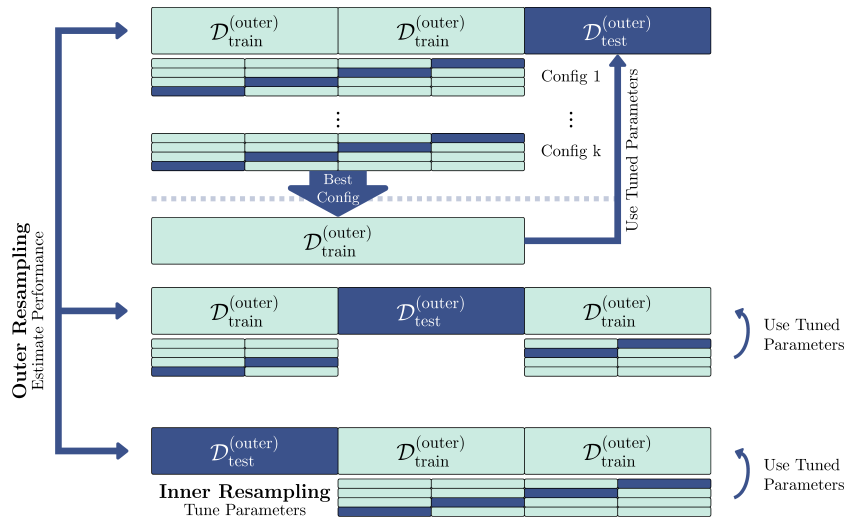 𝒟_train^(outer) 𝒟_train^(outer) 𝒟_test^(outer)
Config 1
⋮ ⋮
Config k
Best
Config
Use Tuned Parameters
𝒟_train^(outer)
Outer Resampling
Estimate Performance
𝒟_train^(outer) 𝒟_test^(outer) 𝒟_train^(outer)
Use Tuned
Parameters
𝒟_test^(outer) 𝒟_train^(outer) 𝒟_train^(outer)
Use Tuned
Parameters
Inner Resampling
Tune Parameters